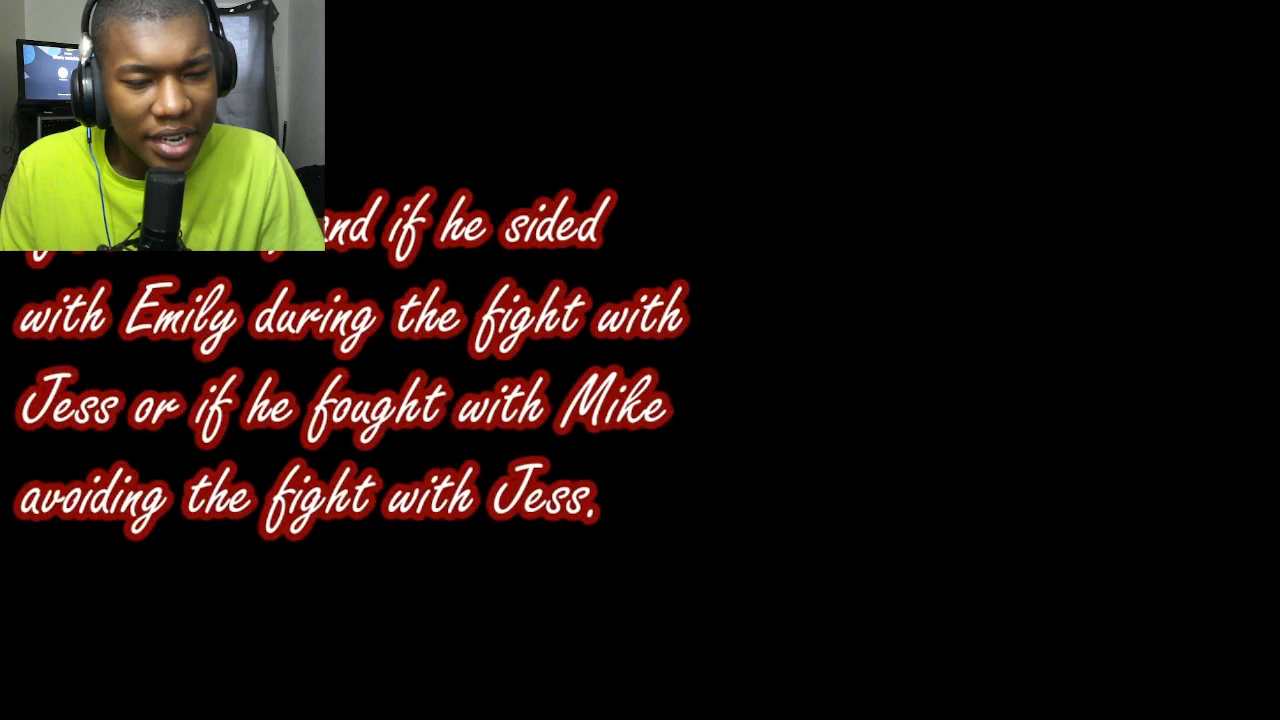 and if he sided
with Emily during the fight with
Jess or if he fought with Mike
avoiding the fight with Jess.